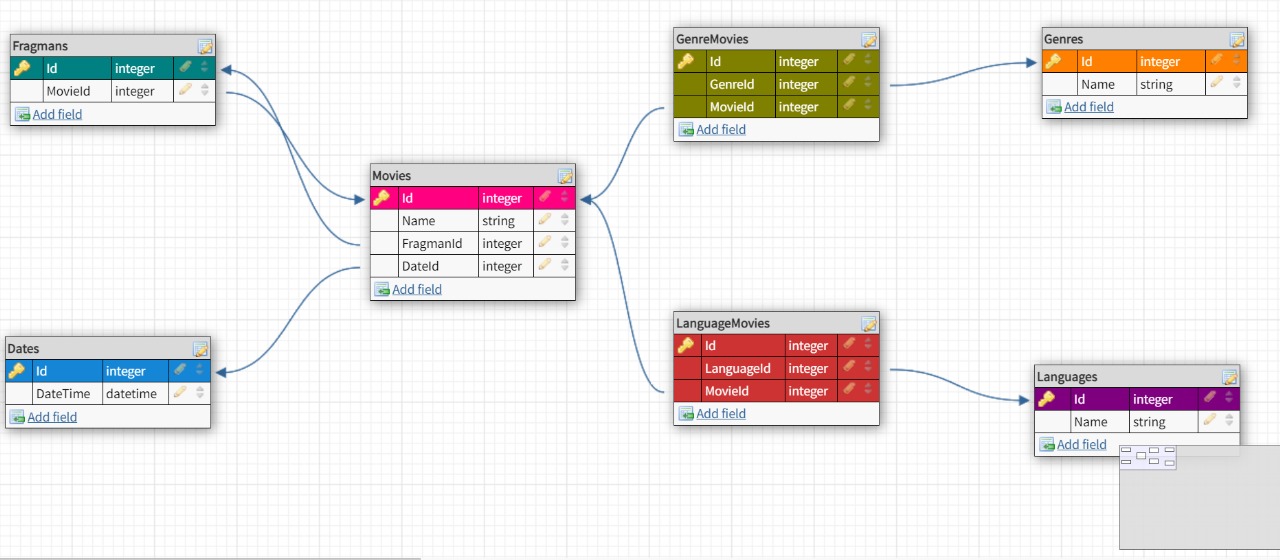 Fragmans
Id integer
MovieId integer
Add field
Movies
Id integer
Name string
FragmanId integer
DateId integer
Add field
Dates
Id integer
DateTime datetime
Add field
GenreMovies
Id integer
GenreId integer
MovieId integer
Add field
Genres
Id integer
Name string
Add field
LanguageMovies
Id integer
LanguageId integer
MovieId integer
Add field
Languages
Id integer
Name string
Add field